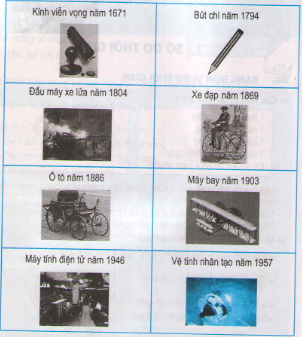 Kính viễn vọng năm 1671
Bút chì năm 1794
Đầu máy xe lửa năm 1804
Xe đạp năm 1869
Ô tô năm 1886
Máy bay năm 1903
Máy tính điện tử năm 1946
Vệ tinh nhân tạo năm 1957